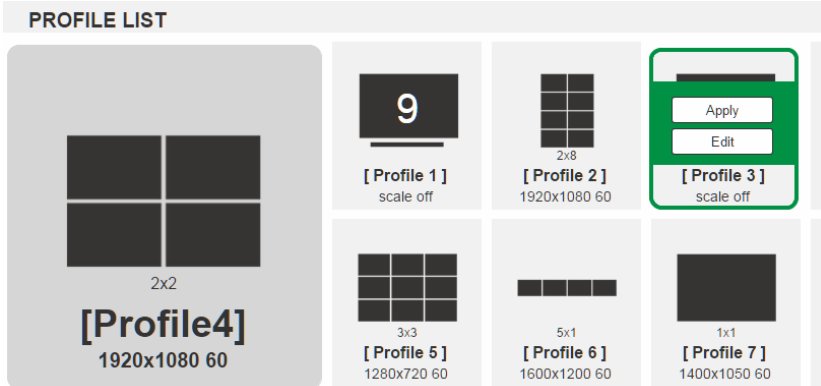 PROFILE LIST
2x2
[Profile4]
1920x1080 60
9
[ Profile 1 ]
scale off
2x8
[ Profile 2 ]
1920x1080 60
Apply
Edit
[ Profile 3 ]
scale off
3x3
[ Profile 5 ]
1280x720 60
5x1
[ Profile 6 ]
1600x1200 60
1x1
[ Profile 7 ]
1400x1050 60